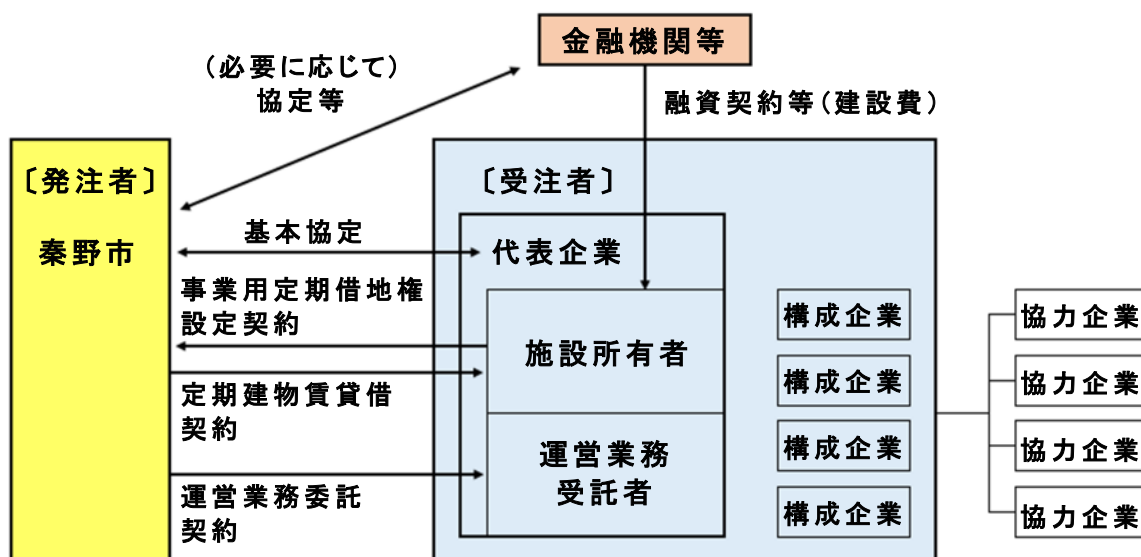 金融機関等
（必要に応じて）
協定等
融資契約等（建設費）
〔発注者〕
秦野市
〔受注者〕
基本協定
代表企業
事業用定期借地権
設定契約
施設所有者
定期建物賃貸借
契約
運営業務
受託者
運営業務委託
契約
構成企業
構成企業
構成企業
構成企業
協力企業
協力企業
協力企業
協力企業